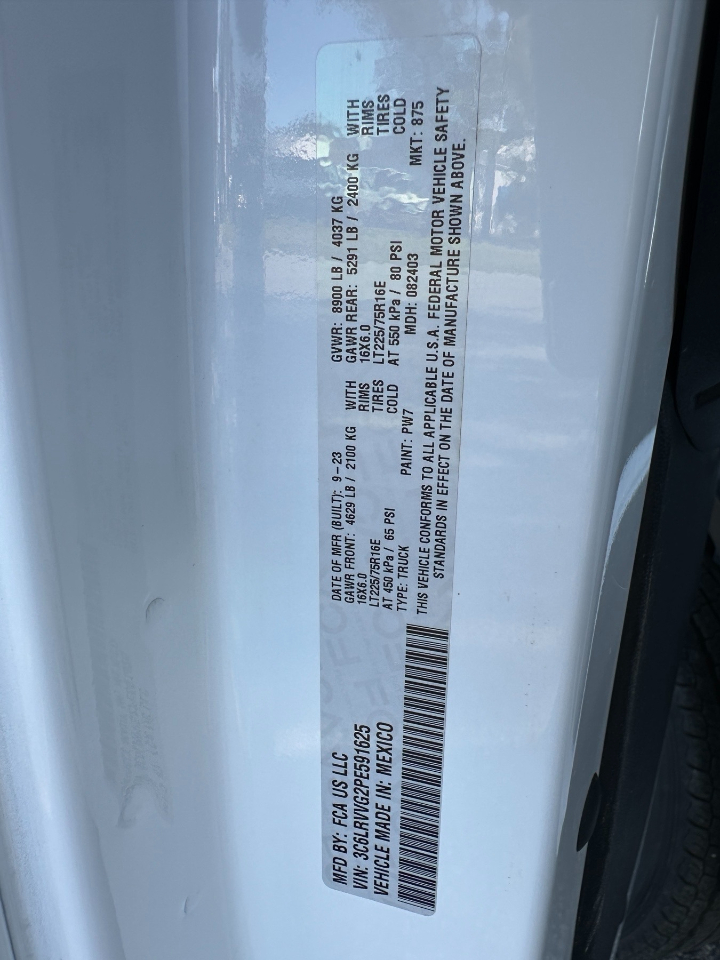 MFD BY: FCA US LLC
VIN: 3C6LRVVG2PE591625
VEHICLE MADE IN: MEXICO
DATE OF MFR (BUILT): 9-23
GVWR: 8900 LB / 4037 KG
GAWR FRONT: 4629 LB / 2100 KG WITH
GAWR REAR: 5291 LB / 2400 KG WITH
16X6.0 RIMS
16X6.0 RIMS
LT225/75R16E TIRES
LT225/75R16E TIRES
AT 450 kPa / 65 PSI COLD
AT 550 kPa / 80 PSI COLD
TYPE: TRUCK PAINT: PW7 MDH: 082403 MKT: 875
THIS VEHICLE CONFORMS TO ALL APPLICABLE U.S.A. FEDERAL MOTOR VEHICLE SAFETY
STANDARDS IN EFFECT ON THE DATE OF MANUFACTURE SHOWN ABOVE.